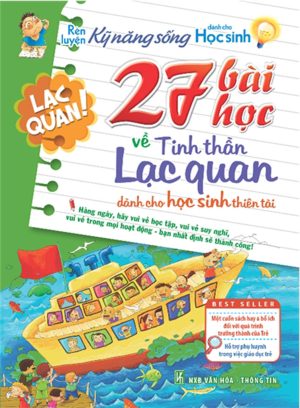 Rèn luyện Kỹ năng sống dành cho Học sinh
LẠC QUAN!
27 bài học
về Tinh thần
Lạc quan
dành cho học sinh thiên tài
Hàng ngày, hãy vui vẻ học tập, vui vẻ suy nghĩ,
vui vẻ trong mọi hoạt động - bạn nhất định sẽ thành công!
BEST SELLER
Một cuốn sách hay & bổ ích
đối với quá trình
trưởng thành của Trẻ
Hỗ trợ phụ huynh
trong việc giáo dục trẻ
NXB VĂN HÓA - THÔNG TIN